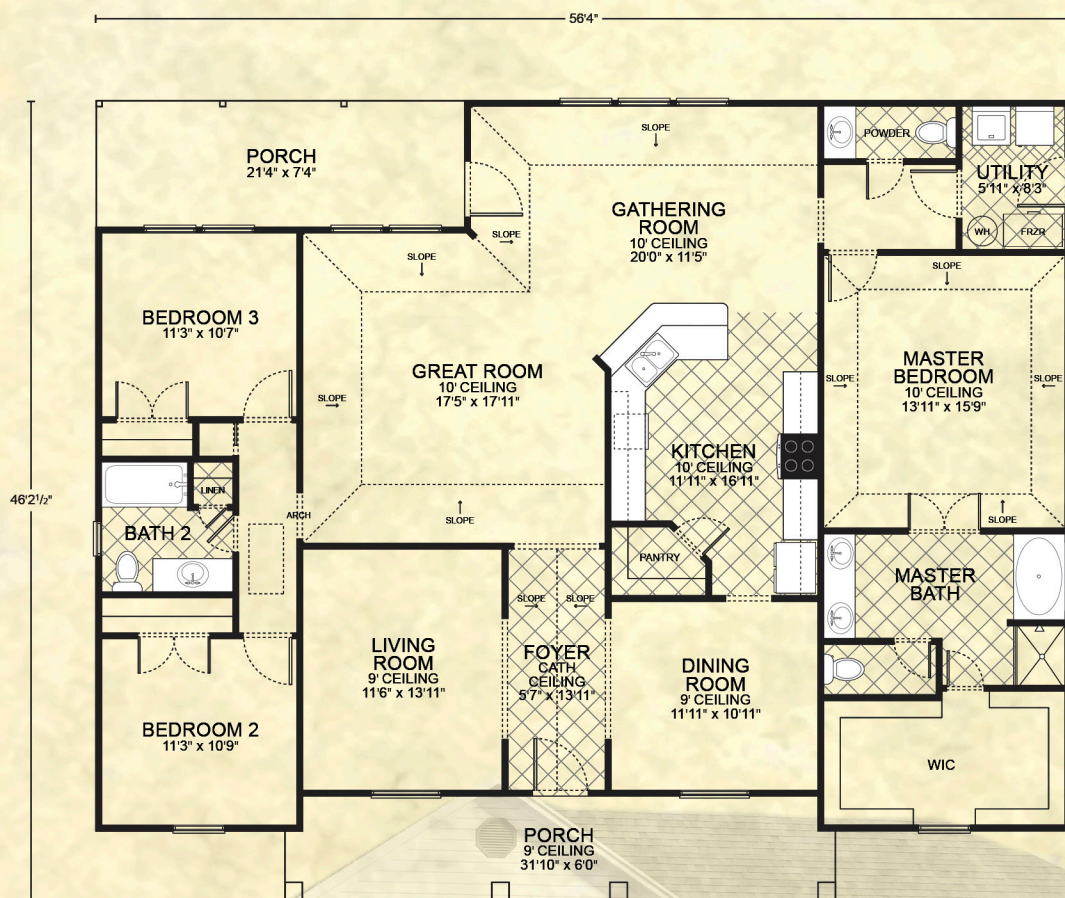 56'4"
PORCH
21'4" x 7'4"
SLOPE
POWDER
UTILITY
5'11" x 8'3"
WH
FRZR
GATHERING
ROOM
10' CEILING
20'0" x 11'5"
SLOPE
SLOPE
SLOPE
BEDROOM 3
11'3" x 10'7"
GREAT ROOM
10' CEILING
17'5" x 17'11"
SLOPE
MASTER
BEDROOM
10' CEILING
13'11" x 15'9"
SLOPE
SLOPE
KITCHEN
10' CEILING
11'11" x 16'11"
46'2½"
LINEN
ARCH
SLOPE
SLOPE
BATH 2
PANTRY
MASTER
BATH
SLOPE
SLOPE
LIVING
ROOM
9' CEILING
11'6" x 13'11"
FOYER
CATH
CEILING
5'7" x 13'11"
DINING
ROOM
9' CEILING
11'11" x 10'11"
BEDROOM 2
11'3" x 10'9"
WIC
PORCH
9' CEILING
31'10" x 6'0"